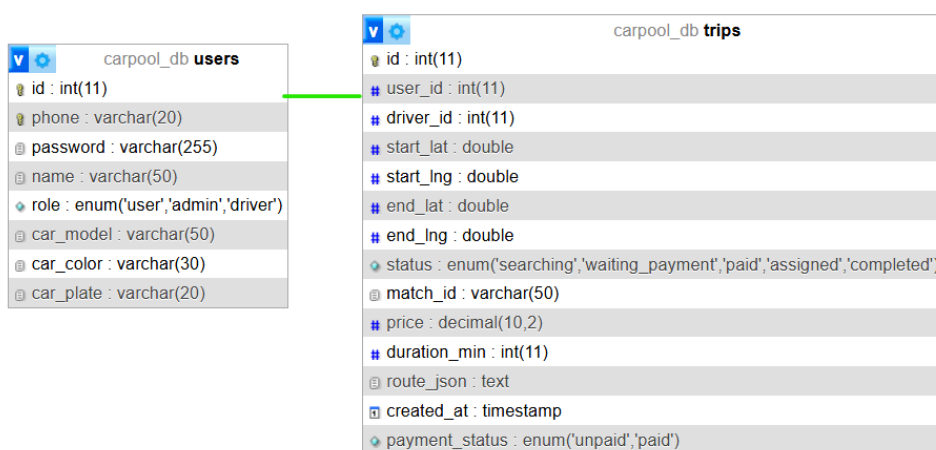 carpool_db users
id : int(11)
phone : varchar(20)
password : varchar(255)
name : varchar(50)
role : enum('user','admin','driver')
car_model : varchar(50)
car_color : varchar(30)
car_plate : varchar(20)
carpool_db trips
id : int(11)
user_id : int(11)
driver_id : int(11)
start_lat : double
start_lng : double
end_lat : double
end_lng : double
status : enum('searching','waiting_payment','paid','assigned','completed')
match_id : varchar(50)
price : decimal(10,2)
duration_min : int(11)
route_json : text
created_at : timestamp
payment_status : enum('unpaid','paid')